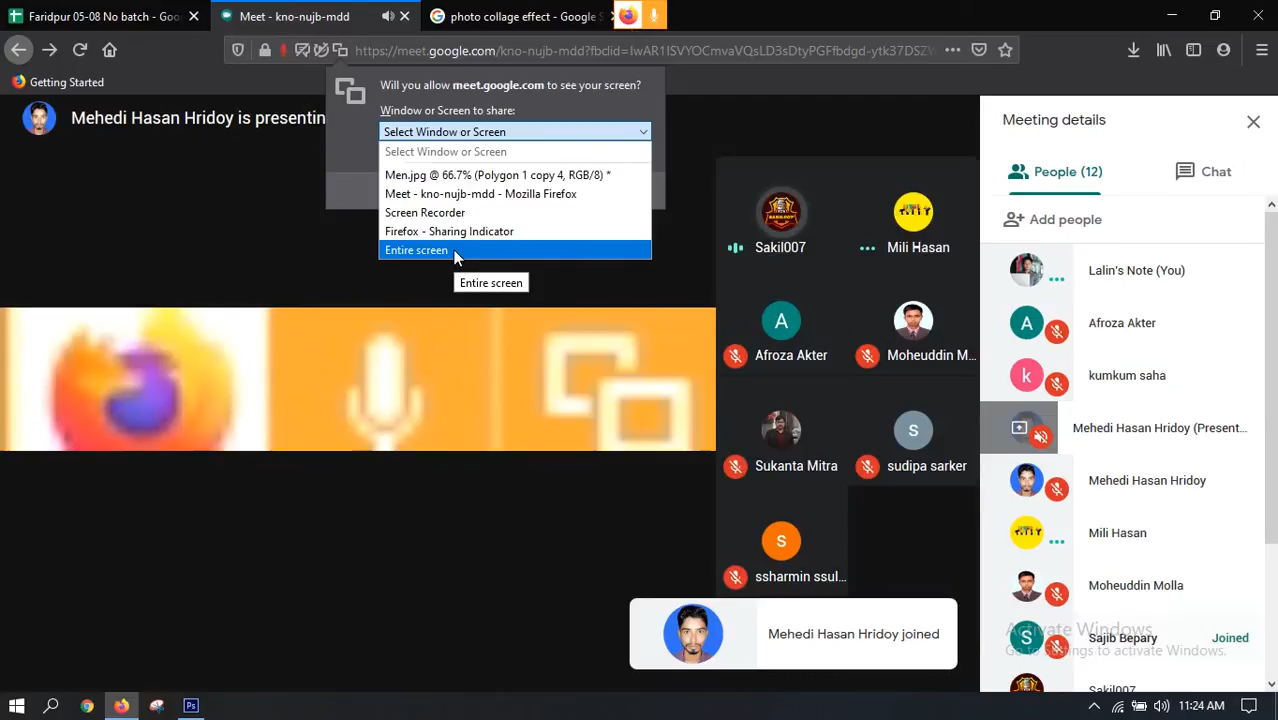 Faridpur 05-08 No batch - Goo
Meet - kno-nujb-mdd
photo collage effect - Google S
https://meet.google.com/kno-nujb-mdd?fbclid=IwAR1ISVYOCmvaVQsLD3sDtyPGFfbdgd-ytk37DSZW
Getting Started
Will you allow meet.google.com to see your screen?
Window or Screen to share:
Select Window or Screen
Select Window or Screen
Men.jpg @ 66.7% (Polygon 1 copy 4, RGB/8) *
Meet - kno-nujb-mdd - Mozilla Firefox
Screen Recorder
Firefox - Sharing Indicator
Entire screen
Entire screen
Mehedi Hasan Hridoy is presenting
Sakil007
Mili Hasan
A
Afroza Akter
Moheuddin M...
Sukanta Mitra
s
sudipa sarker
s
ssharmin ssul...
Mehedi Hasan Hridoy joined
Meeting details
People (12)
Chat
Add people
Lalin's Note (You)
A
Afroza Akter
k
kumkum saha
Mehedi Hasan Hridoy (Present...
Mehedi Hasan Hridoy
Mili Hasan
Moheuddin Molla
S
Sajib Bepary
Joined
Sakil007
Activate Windows
Go to Settings to activate Windows.
Ps
11:24 AM